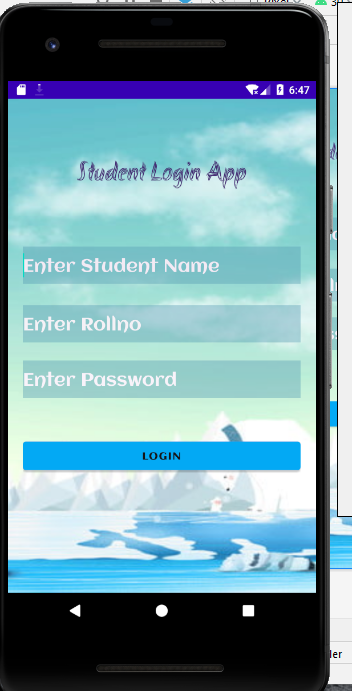 6:47
Student Login App
Enter Student Name
Enter Rollno
Enter Password
LOGIN